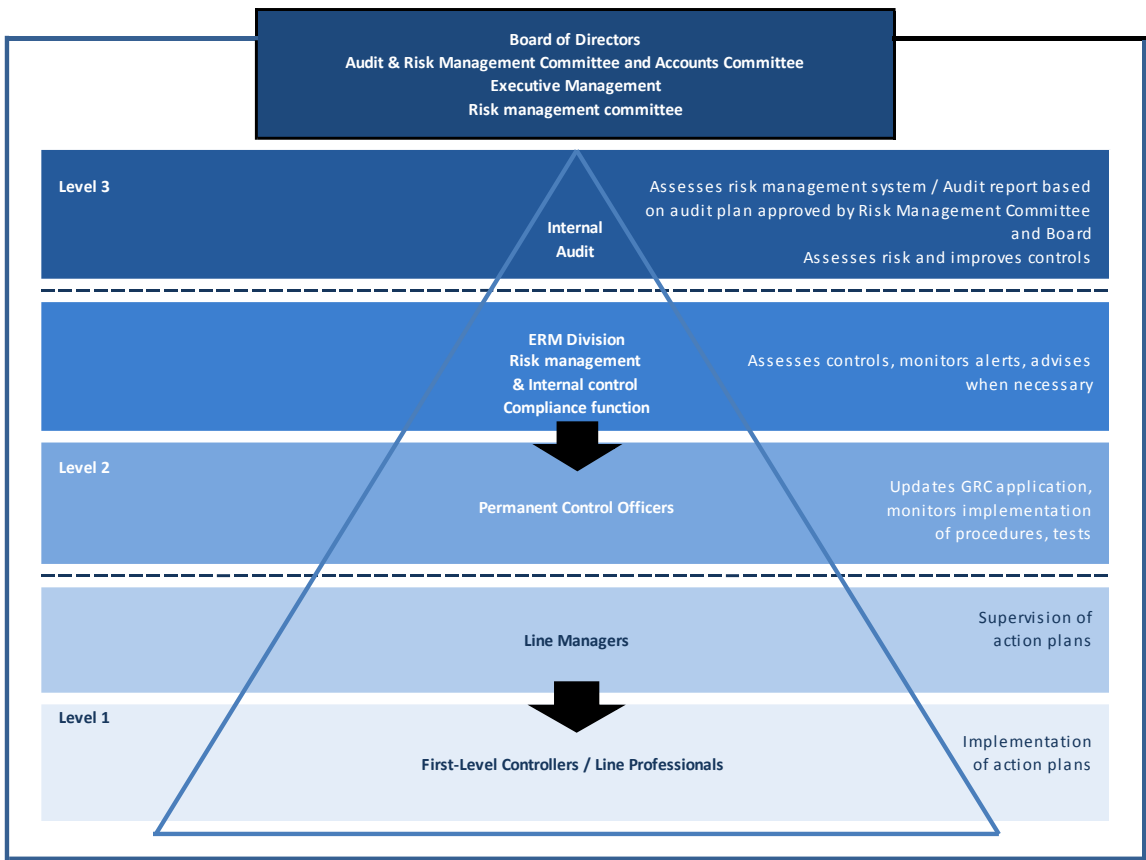 Board of Directors
Audit & Risk Management Committee and Accounts Committee
Executive Management
Risk management committee
Level 3
Internal
Audit
Assesses risk management system / Audit report based
on audit plan approved by Risk Management Committee
and Board
Assesses risk and improves controls
ERM Division
Risk management
& Internal control
Compliance function
Assesses controls, monitors alerts, advises
when necessary
Level 2
Permanent Control Officers
Updates GRC application,
monitors implementation
of procedures, tests
Line Managers
Supervision of
action plans
Level 1
First-Level Controllers / Line Professionals
Implementation
of action plans